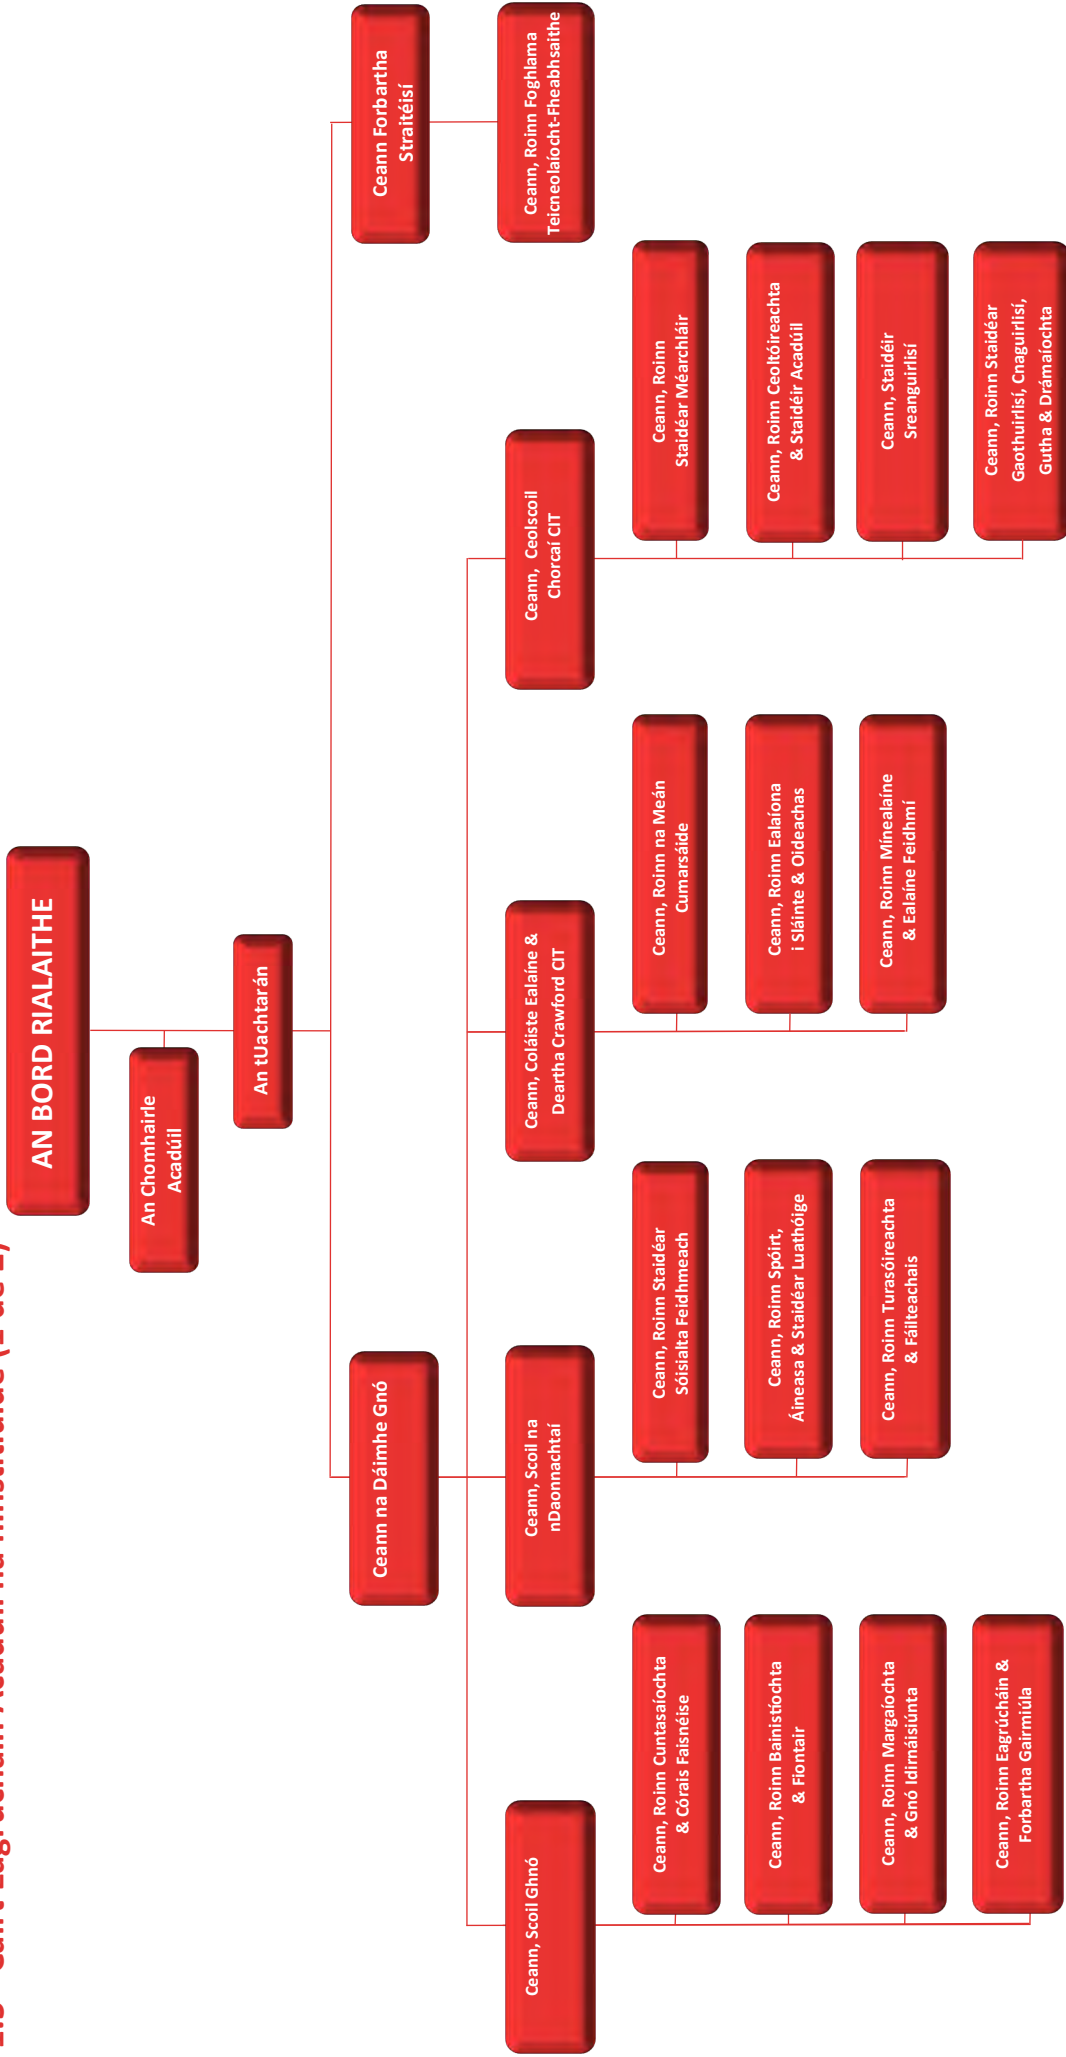 Cairt Eagrúcháin Acadúil na hInstitiúide
AN BORD RIALAITHE
An Chomhairle
Acadúil
An tUachtarán
Ceann na Dáimhe Gnó
Ceann Forbartha
Straitéisí
Ceann, Scoil Ghnó
Ceann, Scoil na
nDaonnachtaí
Ceann, Coláiste Ealaíne &
Deartha Crawford CIT
Ceann, Ceolscoil
Chorcaí CIT
Ceann, Roinn Foghlama
Teicneolaíocht-Fheabhsaithe
Ceann, Roinn Cuntasaíochta
& Córais Faisnéise
Ceann, Roinn Bainistíochta
& Fiontair
Ceann, Roinn Margaíochta
& Gnó Idirnáisiúnta
Ceann, Roinn Eagrúcháin &
Forbartha Gairmiúla
Ceann, Roinn Staidéar
Sóisialta Feidhmeach
Ceann, Roinn Spóirt,
Áineasa & Staidéar Luathóige
Ceann, Roinn Turasóireachta
& Fáilteachais
Ceann, Roinn na Meán
Cumarsáide
Ceann, Roinn Ealaíona
i Sláinte & Oideachas
Ceann, Roinn Mínealaíne
& Ealaíne Feidhmí
Ceann, Roinn
Staidéar Méarchláir
Ceann, Roinn Ceoltóireachta
& Staidéir Acadúil
Ceann, Staidéir
Sreanguirlisí
Ceann, Roinn Staidéar
Gaothuirlisí, Cnaguirlisí,
Gutha & Drámaíochta